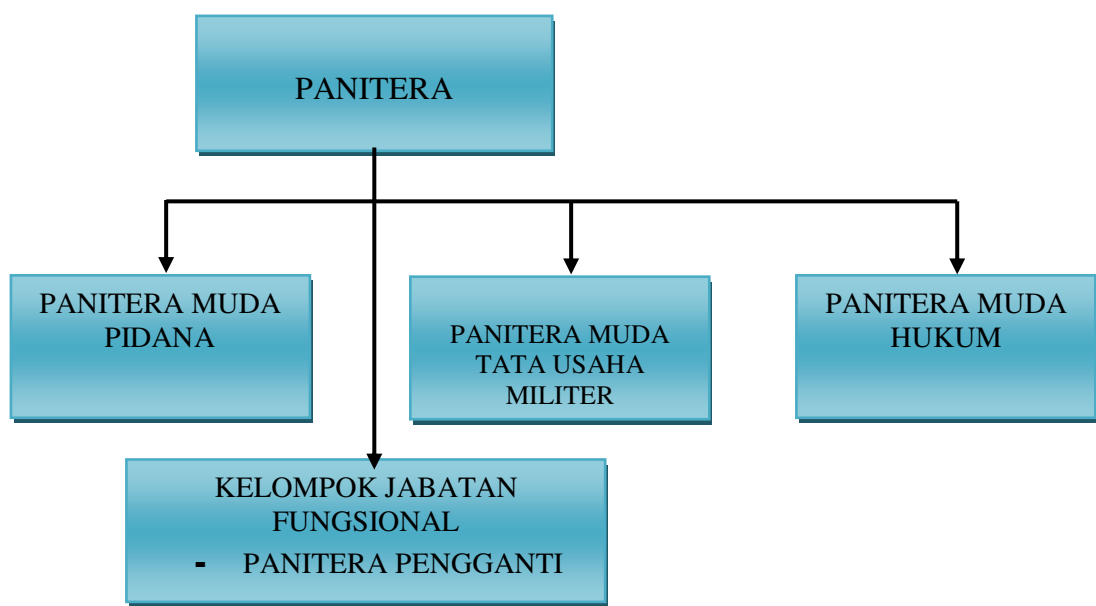 PANITERA
PANITERA MUDA
PIDANA
PANITERA MUDA
TATA USAHA
MILITER
PANITERA MUDA
HUKUM
KELOMPOK JABATAN
FUNGSIONAL
- PANITERA PENGGANTI